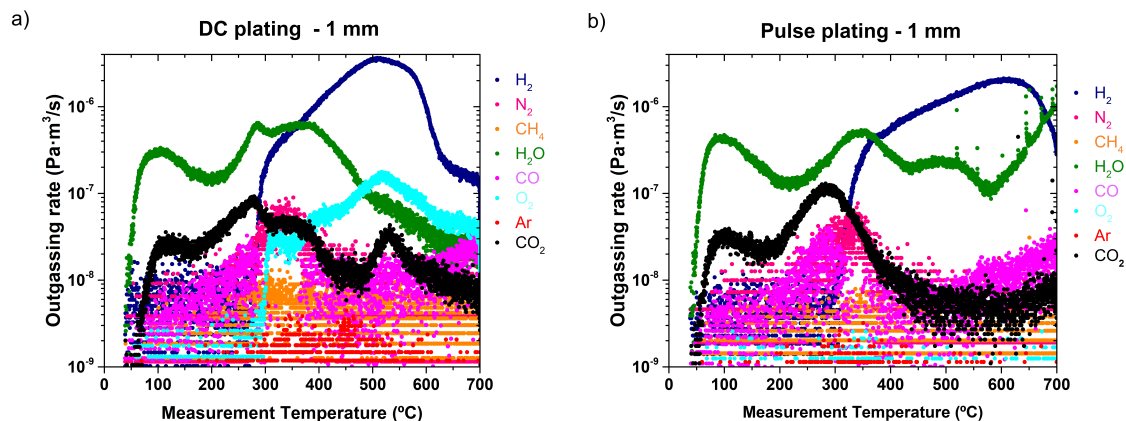 a)
DC plating - 1 mm
Outgassing rate (Pa·m³/s)
10⁻⁶
10⁻⁷
10⁻⁸
10⁻⁹
0 100 200 300 400 500 600 700
Measurement Temperature (ºC)
H₂
N₂
CH₄
H₂O
CO
O₂
Ar
CO₂
b)
Pulse plating - 1 mm
Outgassing rate (Pa·m³/s)
10⁻⁶
10⁻⁷
10⁻⁸
10⁻⁹
0 100 200 300 400 500 600 700
Measurement Temperature (ºC)
H₂
N₂
CH₄
H₂O
CO
O₂
Ar
CO₂